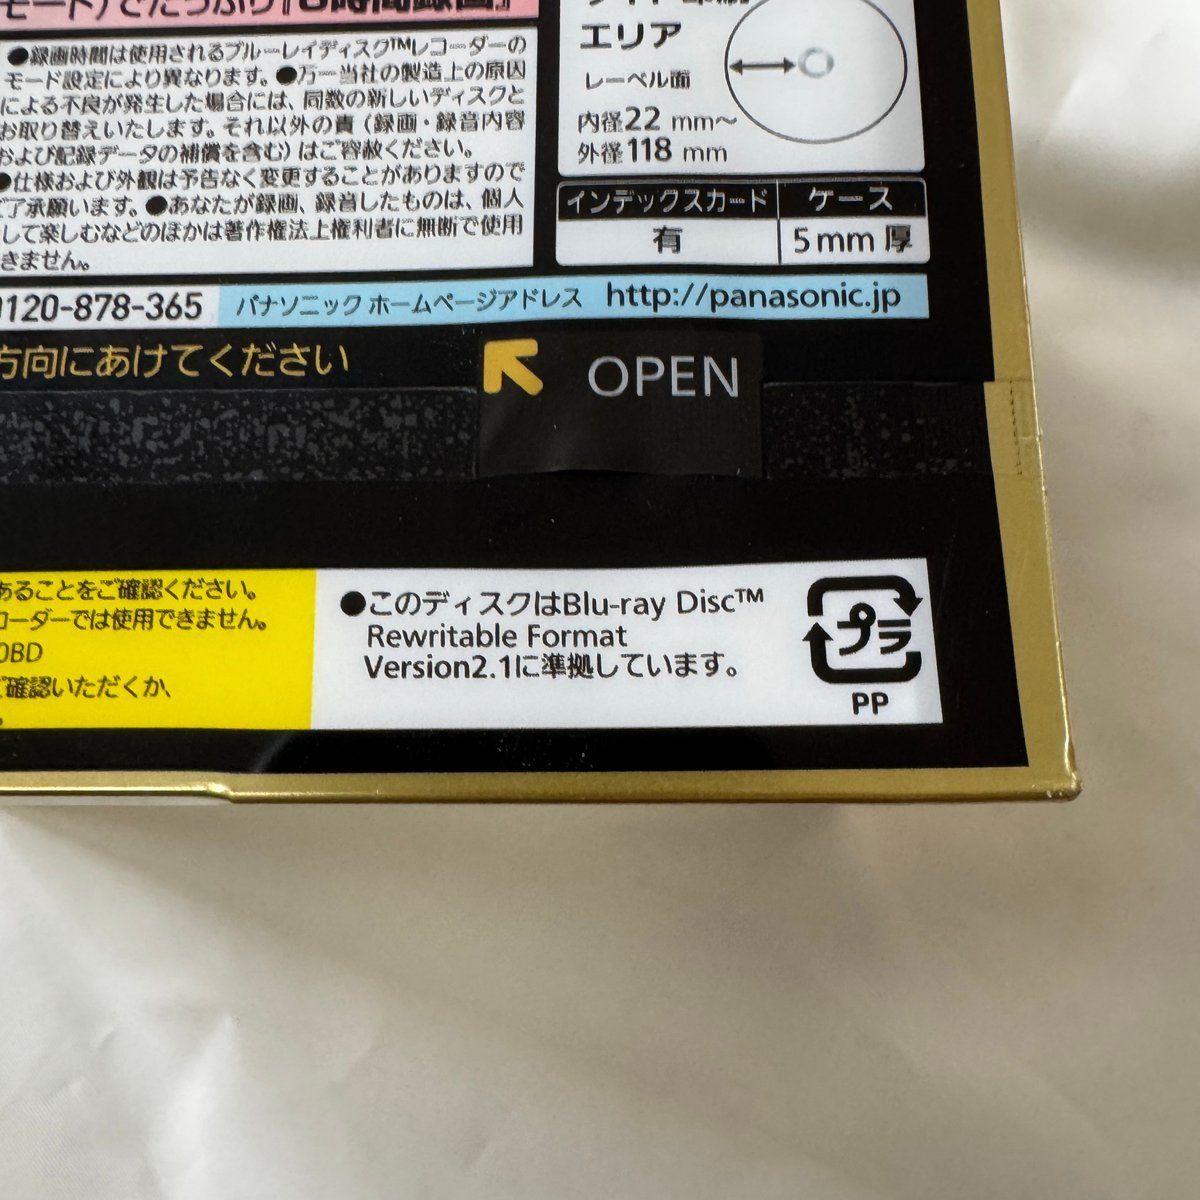 モード)でたっぷり『8時間録画』
●録画時間は使用されるブルーレイディスク™レコーダーの
モード設定により異なります。●万一当社の製造上の原因
による不良が発生した場合には、同数の新しいディスクと
お取り替えいたします。それ以外の責(録画・録音内容
および記録データの補償を含む)はご容赦ください。
●仕様および外観は予告なく変更することがありますので
ご了承願います。●あなたが録画、録音したものは、個人
して楽しむなどのほかは著作権法上権利者に無断で使用
きません。
エリア
レーベル面
内径22 mm〜
外径118 mm
インデックスカード ケース
有 5mm 厚
0120-878-365 パナソニック ホームページアドレス http://panasonic.jp
方向にあけてください
OPEN
あることをご確認ください。
コーダーでは使用できません。
0BD
ご確認いただくか、
●このディスクはBlu-ray Disc™
Rewritable Format
Version2.1に準拠しています。
プラ
PP